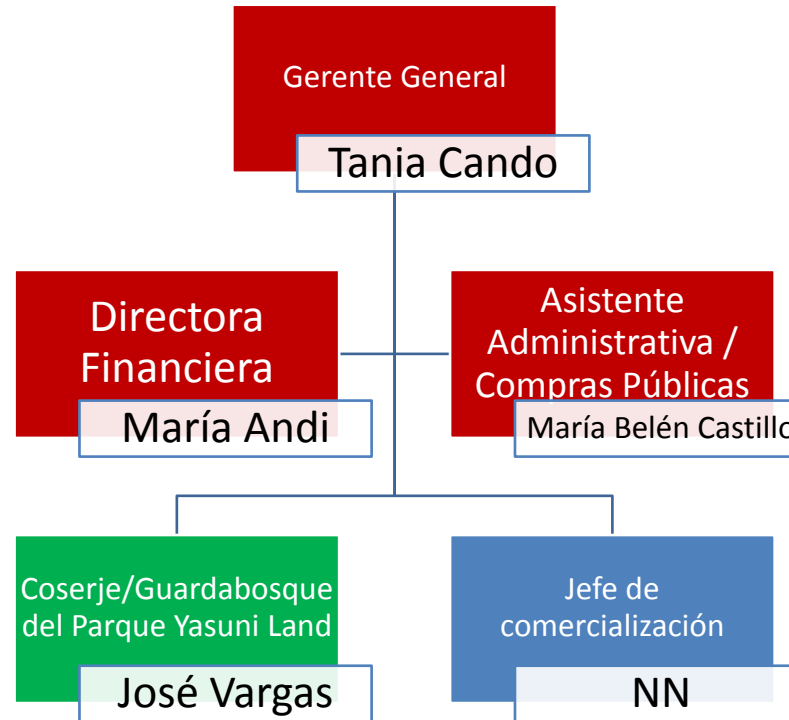 Gerente General
Tania Cando
Directora
Financiera
María Andi
Asistente
Administrativa /
Compras Públicas
María Belén Castillo
Coserje/Guardabosque
del Parque Yasuni Land
José Vargas
Jefe de
comercialización
NN